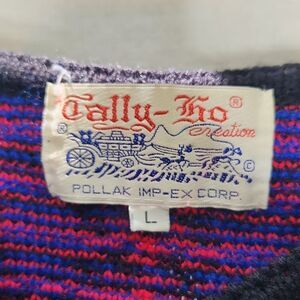 Tally-Ho ®
Creation
®
©
POLLAK IMP-EX CORP.
L